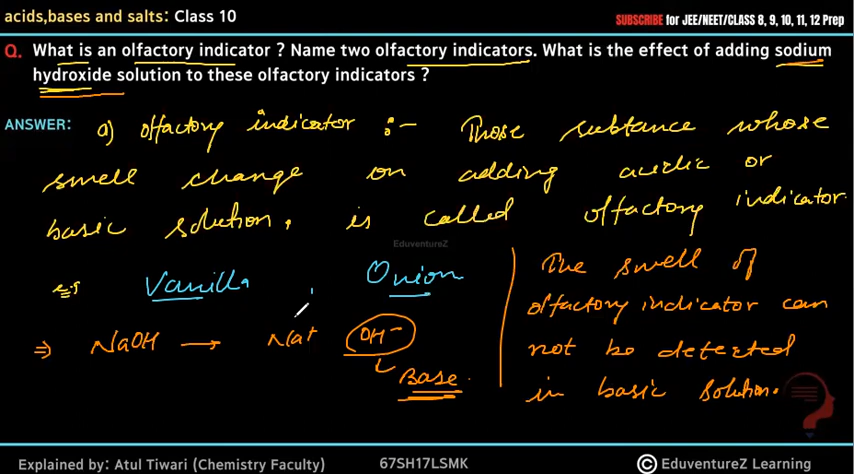 acids,bases and salts: Class 10
SUBSCRIBE for JEE/NEET/CLASS 8, 9, 10, 11, 12 Prep
Q. What is an olfactory indicator ? Name two olfactory indicators. What is the effect of adding sodium
hydroxide solution to these olfactory indicators ?
ANSWER: a) olfactory indicator :- Those subtance whose
smell change on adding acidic or
basic solution, is called olfactory indicator.
EduventureZ
e.g Vanilla , Onion
⇒ NaOH → Na+ OH-
Base.
The smell of
olfactory indicator can
not be detected
in basic solution.
Explained by: Atul Tiwari (Chemistry Faculty)
67SH17LSMK
© EduventureZ Learning